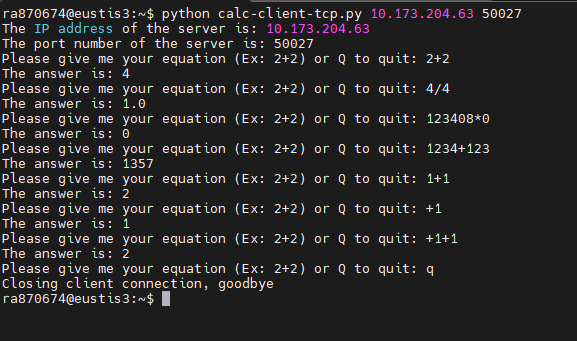 ra870674@eustis3:~$ python calc-client-tcp.py 10.173.204.63 50027
The IP address of the server is: 10.173.204.63
The port number of the server is: 50027
Please give me your equation (Ex: 2+2) or Q to quit: 2+2
The answer is: 4
Please give me your equation (Ex: 2+2) or Q to quit: 4/4
The answer is: 1.0
Please give me your equation (Ex: 2+2) or Q to quit: 123408*0
The answer is: 0
Please give me your equation (Ex: 2+2) or Q to quit: 1234+123
The answer is: 1357
Please give me your equation (Ex: 2+2) or Q to quit: 1+1
The answer is: 2
Please give me your equation (Ex: 2+2) or Q to quit: +1
The answer is: 1
Please give me your equation (Ex: 2+2) or Q to quit: +1+1
The answer is: 2
Please give me your equation (Ex: 2+2) or Q to quit: q
Closing client connection, goodbye
ra870674@eustis3:~$